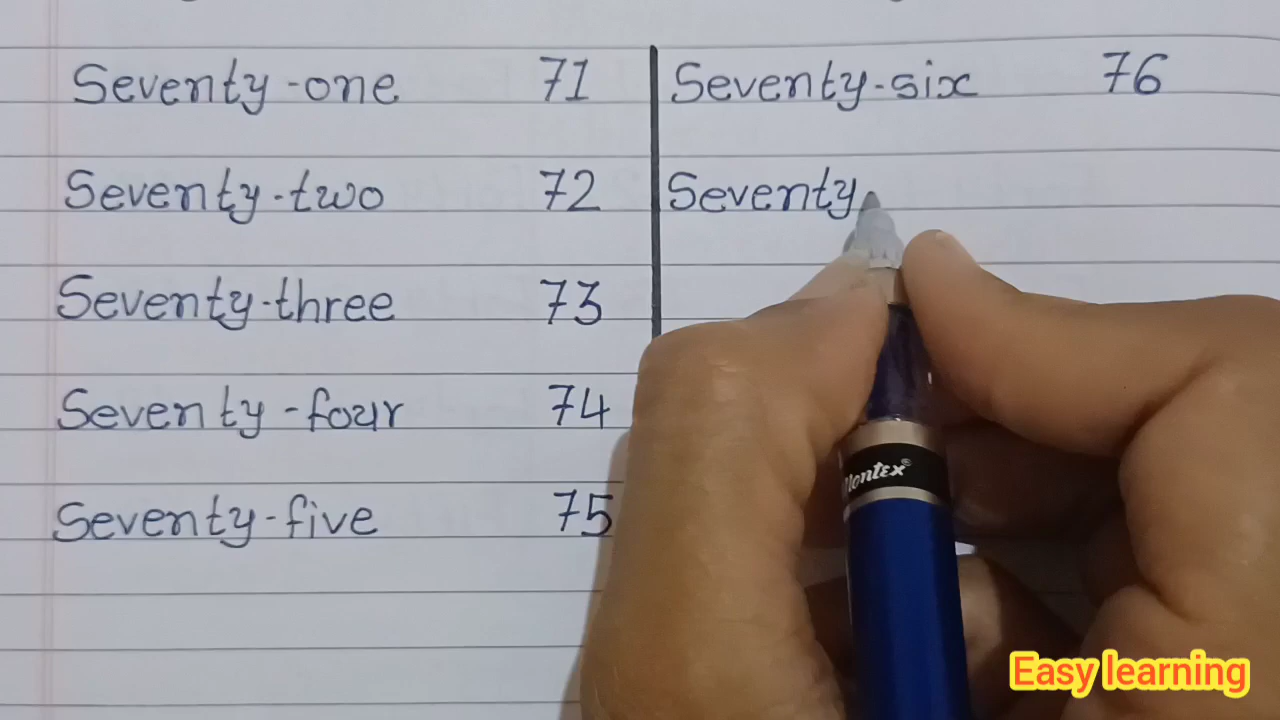 Seventy-one 71
Seventy-two 72
Seventy-three 73
Seventy-four 74
Seventy-five 75
Seventy-six 76
Seventy
Montex
Easy learning